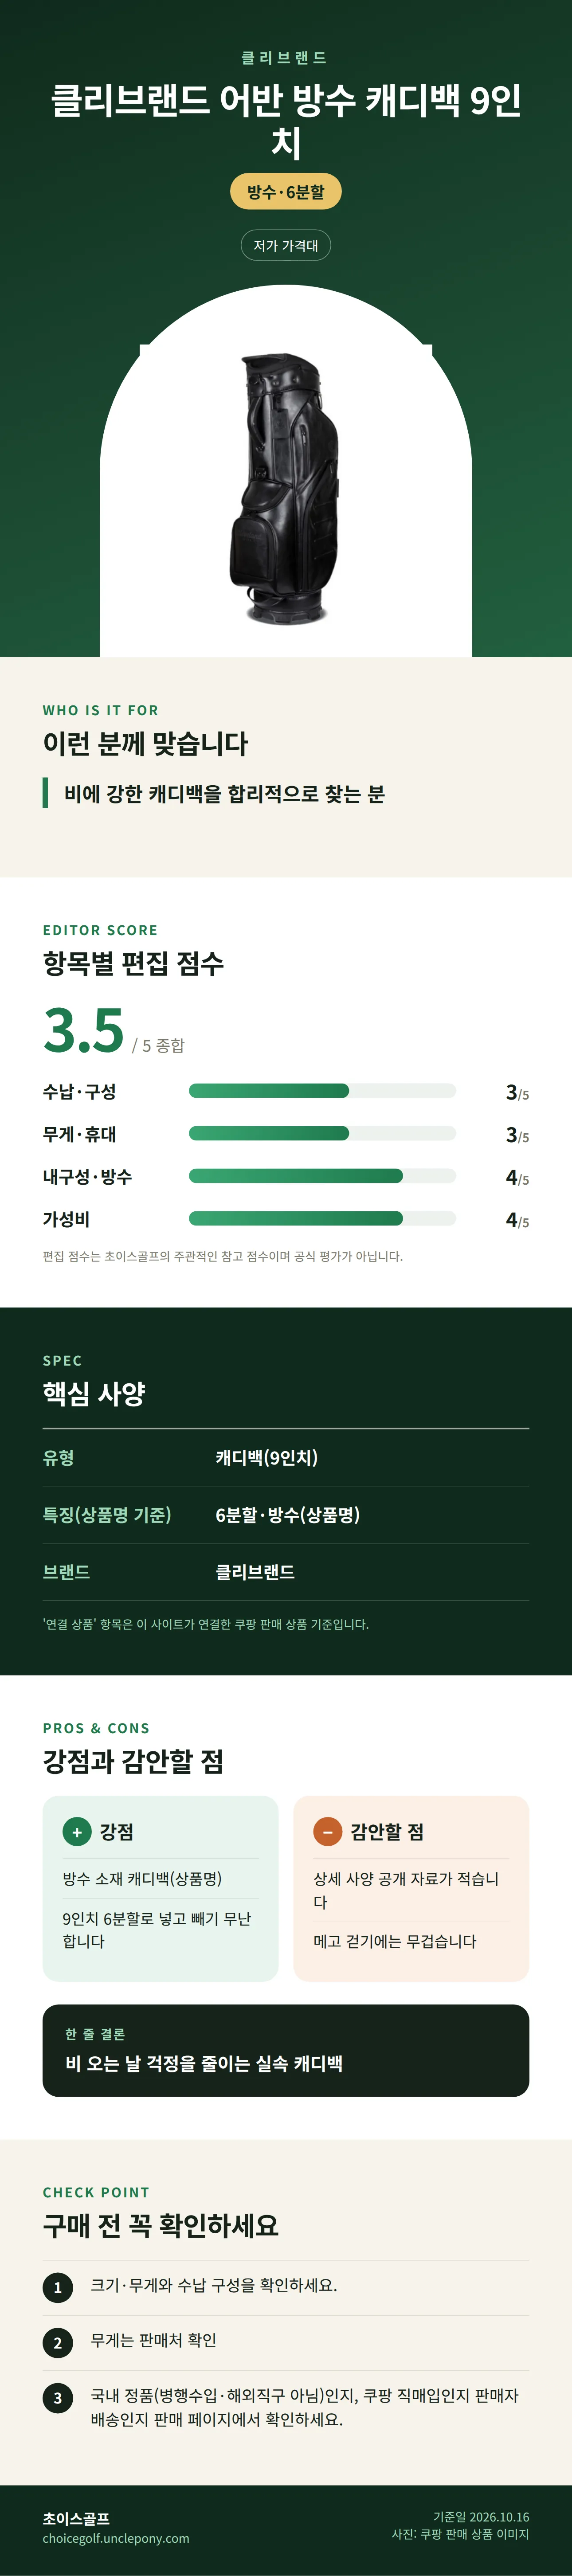 클리브랜드
클리브랜드 어반 방수 캐디백 9인
치
방수·6분할
저가 가격대
WHO IS IT FOR
이런 분께 맞습니다
비에 강한 캐디백을 합리적으로 찾는 분
EDITOR SCORE
항목별 편집 점수
3.5 / 5 종합
수납·구성 3/5
무게·휴대 3/5
내구성·방수 4/5
가성비 4/5
편집 점수는 초이스골프의 주관적인 참고 점수이며 공식 평가가 아닙니다.
SPEC
핵심 사양
유형 캐디백(9인치)
특징(상품명 기준) 6분할·방수(상품명)
브랜드 클리브랜드
'연결 상품' 항목은 이 사이트가 연결한 쿠팡 판매 상품 기준입니다.
PROS & CONS
강점과 감안할 점
+ 강점
방수 소재 캐디백(상품명)
9인치 6분할로 넣고 빼기 무난
합니다
− 감안할 점
상세 사양 공개 자료가 적습니
다
메고 걷기에는 무겁습니다
한 줄 결론
비 오는 날 걱정을 줄이는 실속 캐디백
CHECK POINT
구매 전 꼭 확인하세요
1 크기·무게와 수납 구성을 확인하세요.
2 무게는 판매처 확인
3 국내 정품(병행수입·해외직구 아님)인지, 쿠팡 직매입인지 판매자
배송인지 판매 페이지에서 확인하세요.
초이스골프
choicegolf.unclepony.com
기준일 2026.10.16
사진: 쿠팡 판매 상품 이미지